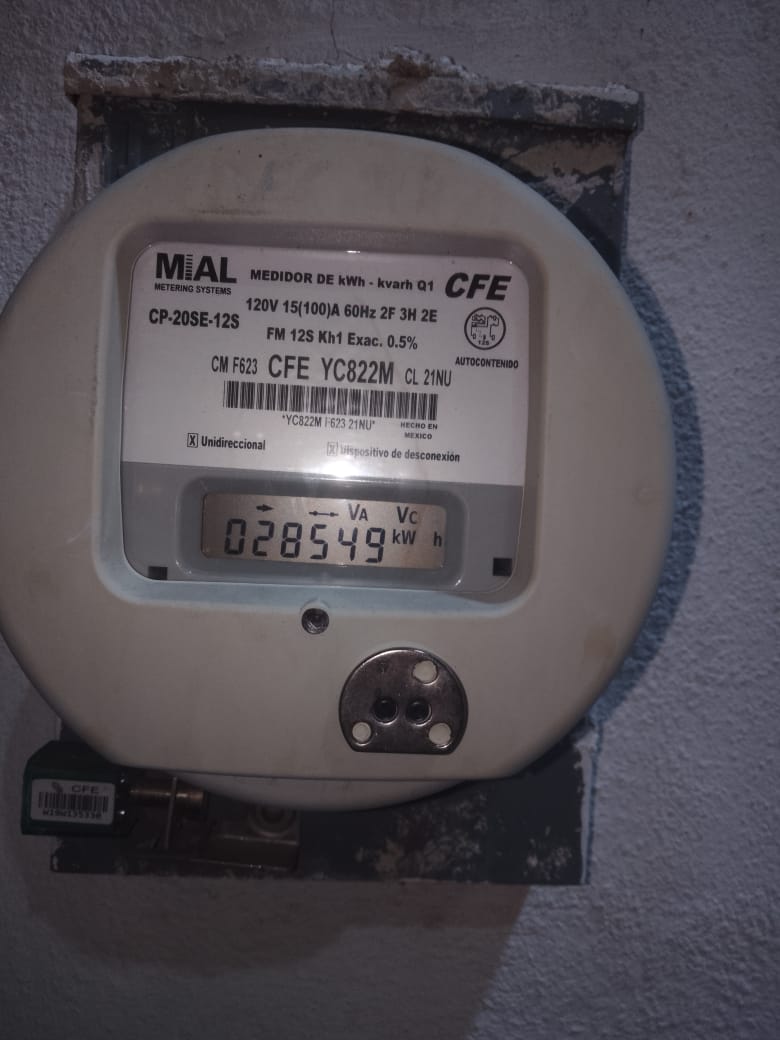 MIAL
METERING SYSTEMS
MEDIDOR DE kWh - kvarh Q1
CFE
120V 15(100)A 60Hz 2F 3H 2E
CP-20SE-12S
FM 12S Kh1 Exac. 0.5%
12S
AUTOCONTENIDO
CM F623 CFE YC822M CL 21NU
*YC822M F623 21NU*
HECHO EN
MEXICO
X Unidireccional
X Dispositivo de desconexión
VA VC
028549 kW h
CFE